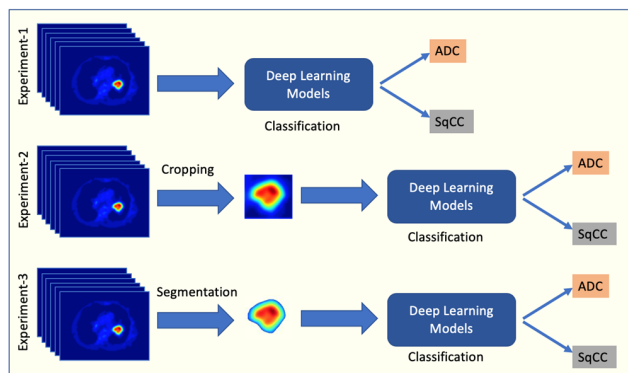 Experiment-1
Deep Learning
Models
Classification
ADC
SqCC
Experiment-2
Cropping
Deep Learning
Models
Classification
ADC
SqCC
Experiment-3
Segmentation
Deep Learning
Models
Classification
ADC
SqCC